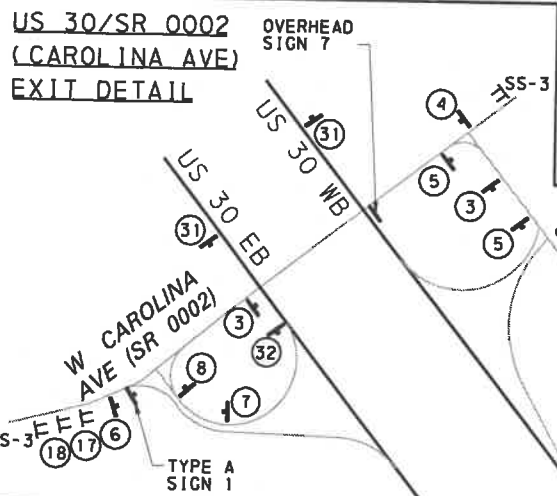 US 30/SR 0002
(CAROLINA AVE)
EXIT DETAIL
OVERHEAD
SIGN 7
SS-3
4
31
US 30 WB
5
3
5
US 30 EB
31
W CAROLINA
AVE (SR 0002)
3
32
8
7
S-3
18
17
6
TYPE A
SIGN 1